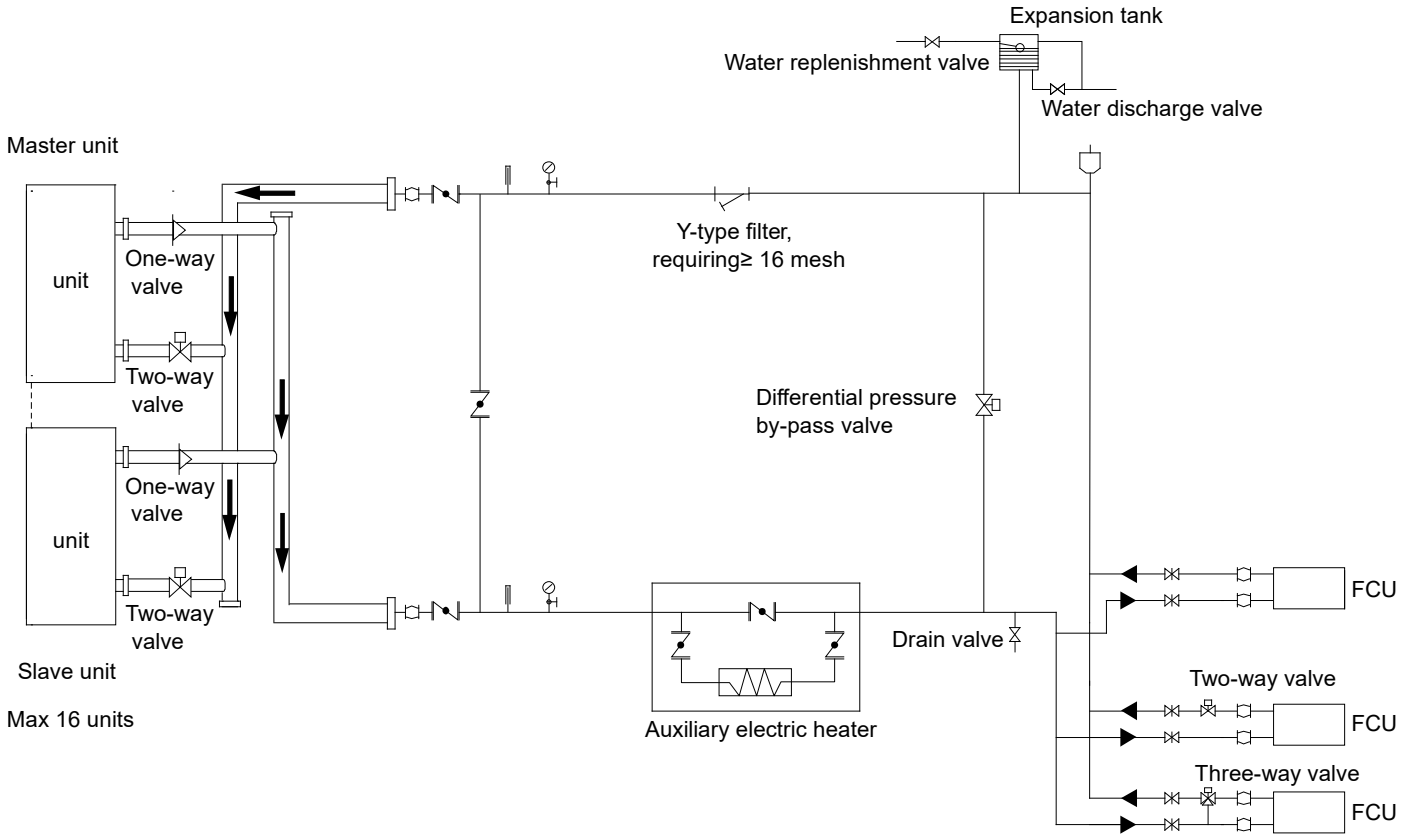 Expansion tank
Water replenishment valve
Water discharge valve
Master unit
unit
One-way
valve
Two-way
valve
Y-type filter,
requiring≥ 16 mesh
Differential pressure
by-pass valve
unit
One-way
valve
Two-way
valve
Slave unit
Max 16 units
Auxiliary electric heater
Drain valve
FCU
Two-way valve
FCU
Three-way valve
FCU